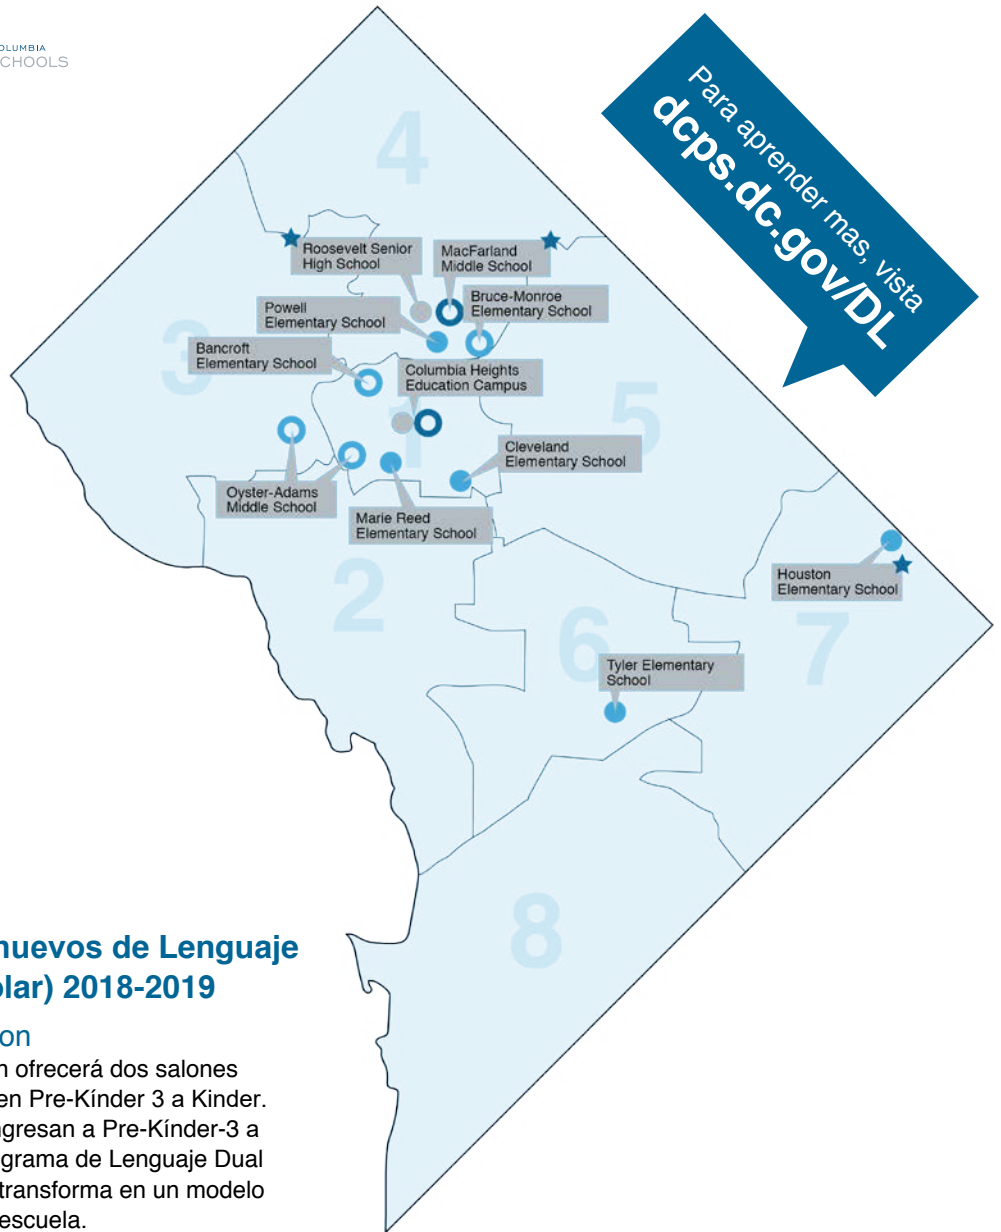 OLUMBIA
CHOOLS
Para aprender mas, vista
dcps.dc.gov/DL
4
Roosevelt Senior
High School
MacFarland
Middle School
Powell
Elementary School
Bruce-Monroe
Elementary School
3
Bancroft
Elementary School
Columbia Heights
Education Campus
1
5
Cleveland
Elementary School
Oyster-Adams
Middle School
Marie Reed
Elementary School
2
Houston
Elementary School
6
7
Tyler Elementary
School
8
nuevos de Lenguaje
olar) 2018-2019
on
n ofrecerá dos salones
en Pre-Kínder 3 a Kinder.
ngresan a Pre-Kínder-3 a
grama de Lenguaje Dual
transforma en un modelo
escuela.